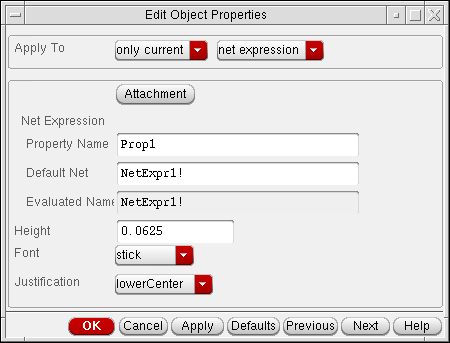 Edit Object Properties
Apply To only current net expression
Attachment
Net Expression
Property Name Prop1
Default Net NetExpr1!
Evaluated Name NetExpr1!
Height 0.0625
Font stick
Justification lowerCenter
OK Cancel Apply Defaults Previous Next Help